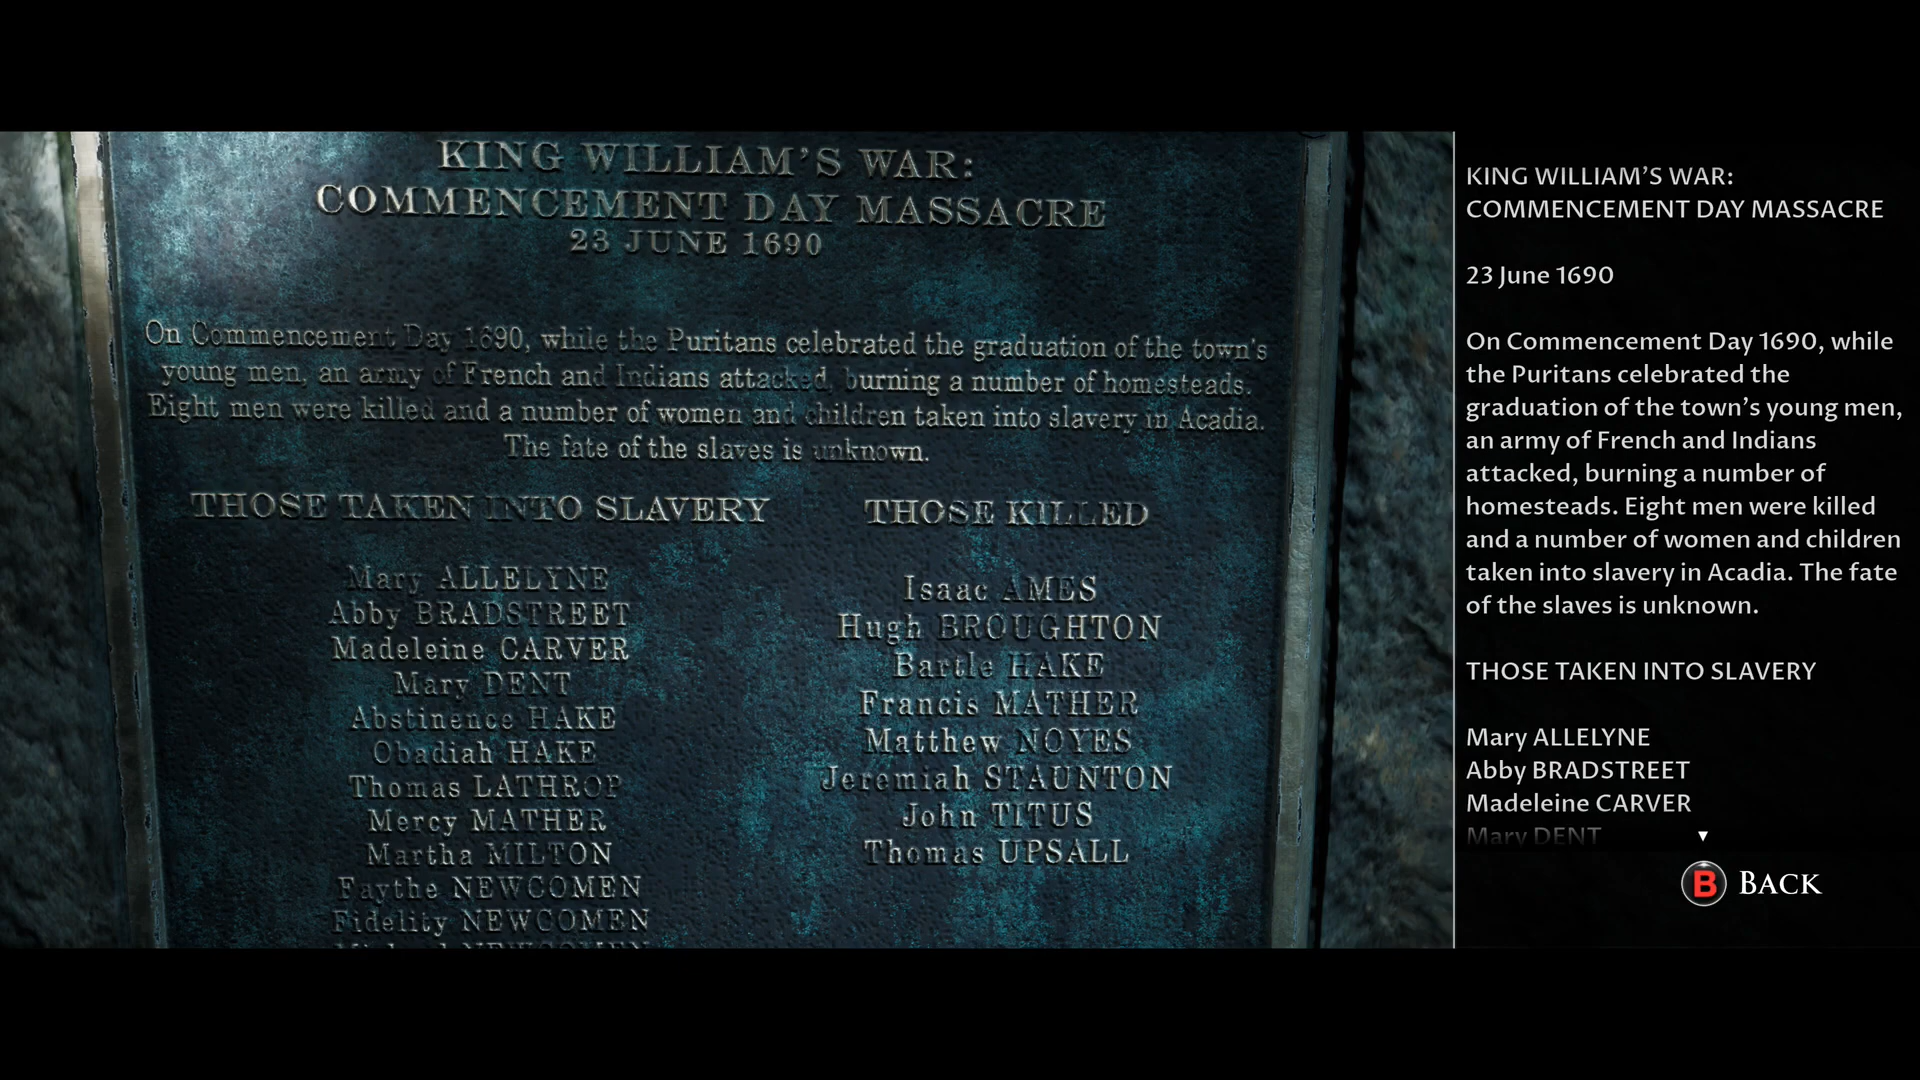 KING WILLIAM'S WAR:
COMMENCEMENT DAY MASSACRE
23 JUNE 1690
On Commencement Day 1690, while the Puritans celebrated the graduation of the town's
young men, an army of French and Indians attacked, burning a number of homesteads.
Eight men were killed and a number of women and children taken into slavery in Acadia.
The fate of the slaves is unknown.
THOSE TAKEN INTO SLAVERY
Mary ALLELYNE
Abby BRADSTREET
Madeleine CARVER
Mary DENT
Abstinence HAKE
Obadiah HAKE
Thomas LATHROP
Mercy MATHER
Martha MILTON
Faythe NEWCOMEN
Fidelity NEWCOMEN
NEWCOMEN
THOSE KILLED
Isaac AMES
Hugh BROUGHTON
Bartle HAKE
Francis MATHER
Matthew NOYES
Jeremiah STAUNTON
John TITUS
Thomas UPSALL
KING WILLIAM'S WAR:
COMMENCEMENT DAY MASSACRE
23 June 1690
On Commencement Day 1690, while
the Puritans celebrated the
graduation of the town's young men,
an army of French and Indians
attacked, burning a number of
homesteads. Eight men were killed
and a number of women and children
taken into slavery in Acadia. The fate
of the slaves is unknown.
THOSE TAKEN INTO SLAVERY
Mary ALLELYNE
Abby BRADSTREET
Madeleine CARVER
Mary DENT
B BACK